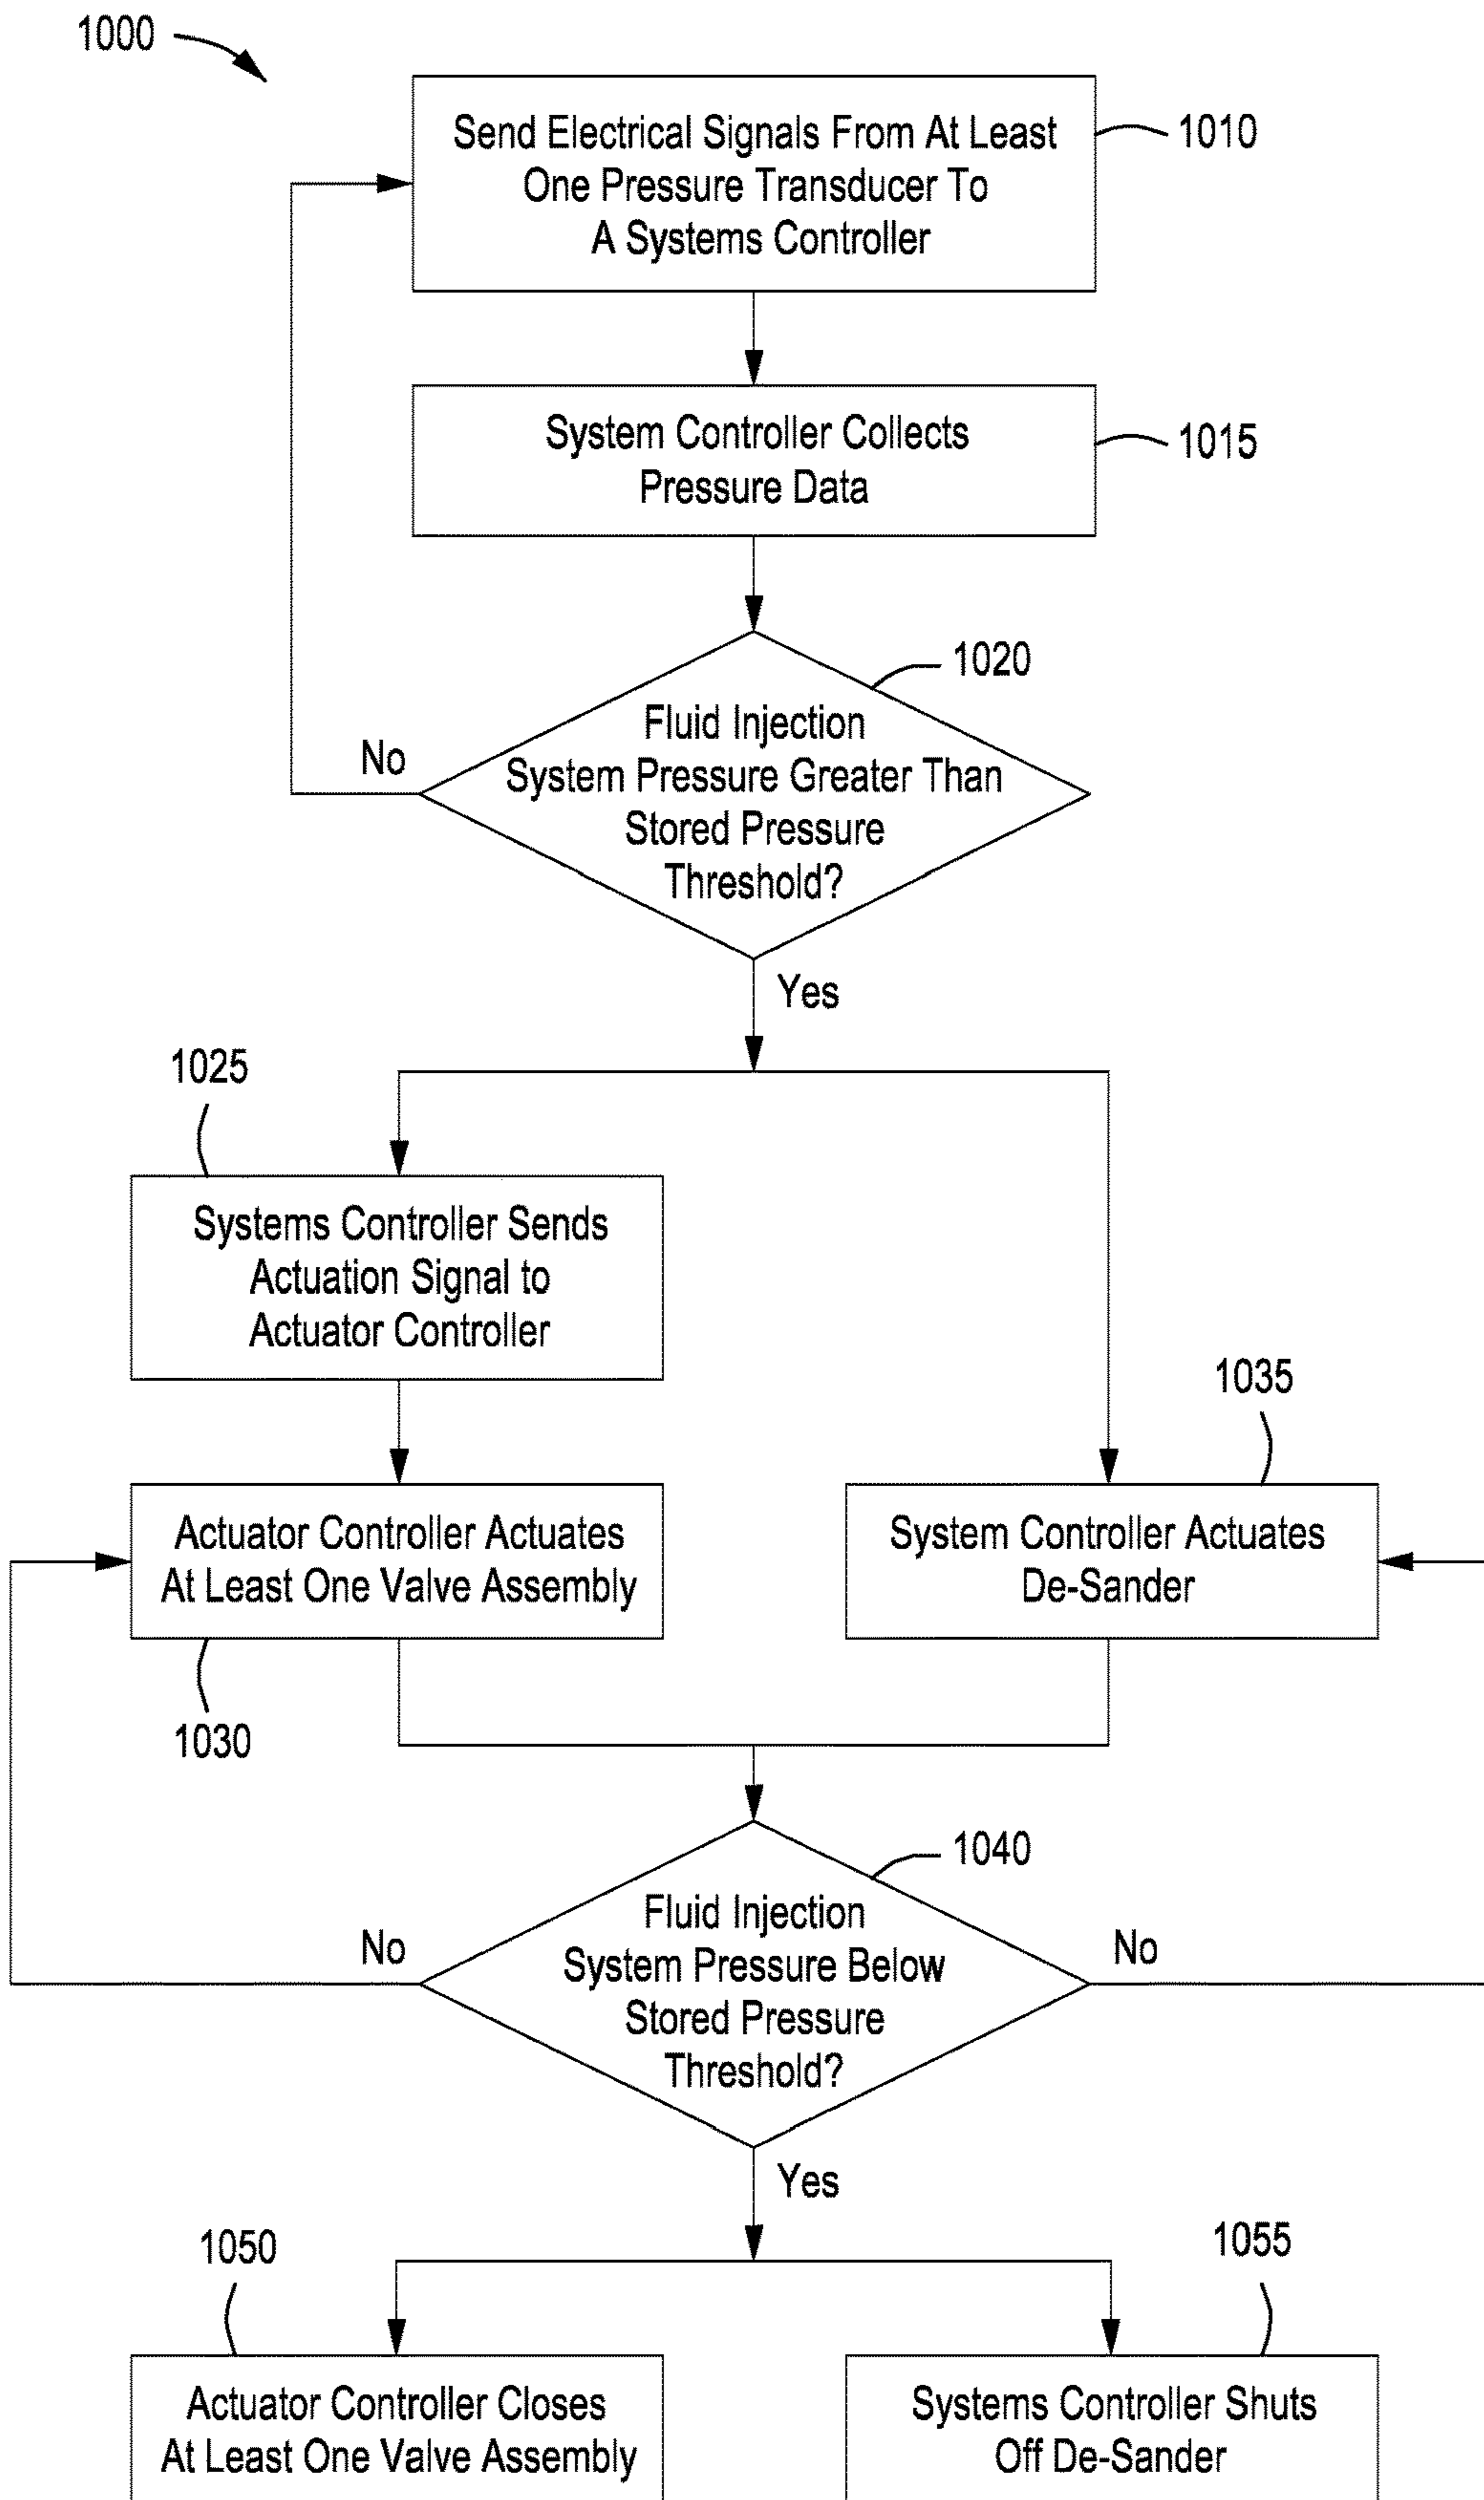 1000
Send Electrical Signals From At Least
One Pressure Transducer To
A Systems Controller
1010
System Controller Collects
Pressure Data
1015
1020
Fluid Injection
System Pressure Greater Than
Stored Pressure
Threshold?
No
Yes
1025
Systems Controller Sends
Actuation Signal to
Actuator Controller
1035
Actuator Controller Actuates
At Least One Valve Assembly
System Controller Actuates
De-Sander
1030
1040
Fluid Injection
System Pressure Below
Stored Pressure
Threshold?
No
No
Yes
1050
1055
Actuator Controller Closes
At Least One Valve Assembly
Systems Controller Shuts
Off De-Sander